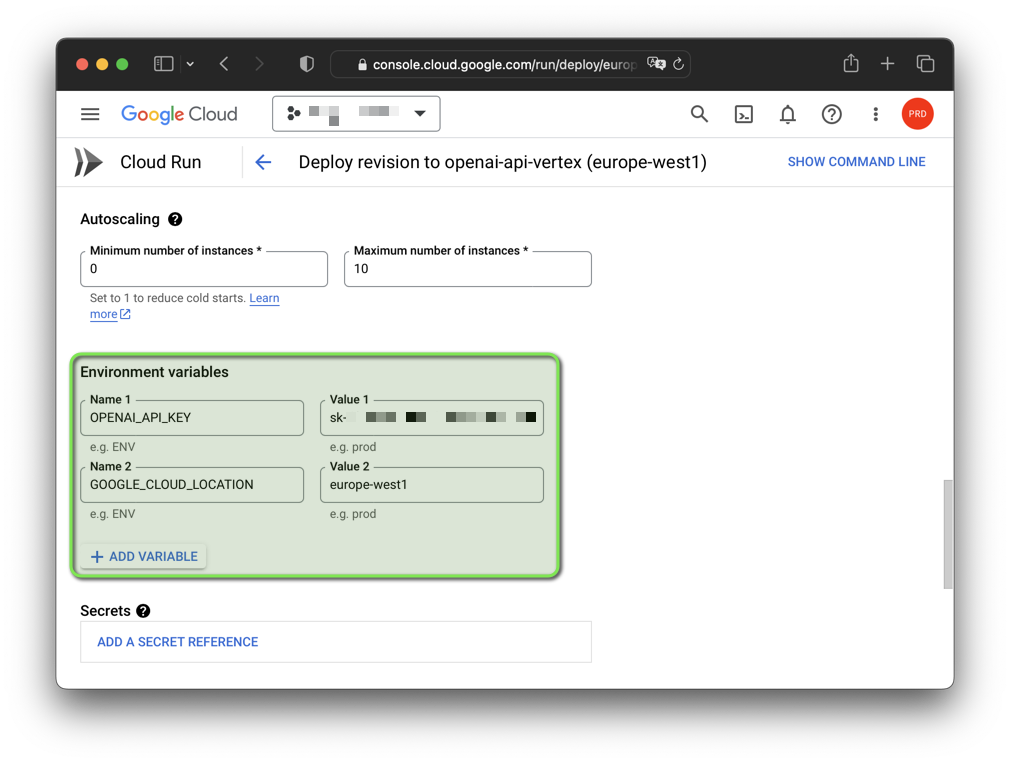 console.cloud.google.com/run/deploy/europ
Google Cloud
PRD
Cloud Run
Deploy revision to openai-api-vertex (europe-west1)
SHOW COMMAND LINE
Autoscaling
Minimum number of instances *
Maximum number of instances *
0
10
Set to 1 to reduce cold starts. Learn
more
Environment variables
Name 1
Value 1
OPENAI_API_KEY
sk-
e.g. ENV
e.g. prod
Name 2
Value 2
GOOGLE_CLOUD_LOCATION
europe-west1
e.g. ENV
e.g. prod
+ ADD VARIABLE
Secrets
ADD A SECRET REFERENCE